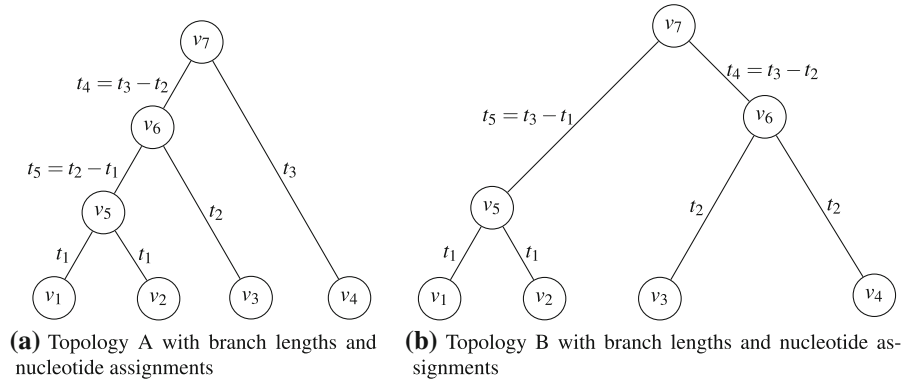 v7
t4 = t3 − t2
v6
t5 = t2 − t1
t3
v5
t2
t1
t1
v1
v2
v3
v4
(a) Topology A with branch lengths and
nucleotide assignments
v7
t4 = t3 − t2
t5 = t3 − t1
v6
v5
t2
t2
t1
t1
v1
v2
v3
v4
(b) Topology B with branch lengths and nucleotide as-
signments